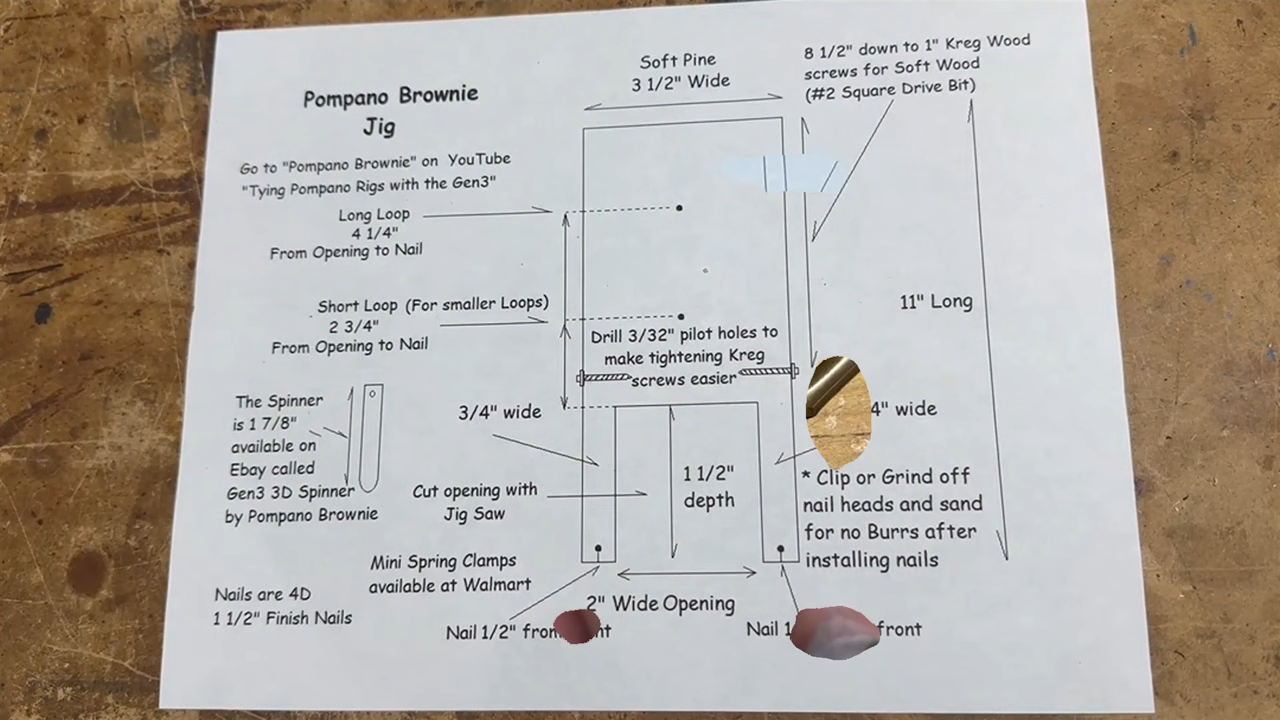 Pompano Brownie
Jig
Go to "Pompano Brownie" on YouTube
"Tying Pompano Rigs with the Gen3"
Long Loop
4 1/4"
From Opening to Nail
Short Loop (For smaller Loops)
2 3/4"
From Opening to Nail
The Spinner
is 1 7/8"
available on
Ebay called
Gen3 3D Spinner
by Pompano Brownie
Nails are 4D
1 1/2" Finish Nails
Soft Pine
3 1/2" Wide
8 1/2" down to 1" Kreg Wood
screws for Soft Wood
(#2 Square Drive Bit)
11" Long
Drill 3/32" pilot holes to
make tightening Kreg
screws easier
3/4" wide
4" wide
1 1/2"
depth
Cut opening with
Jig Saw
* Clip or Grind off
nail heads and sand
for no Burrs after
installing nails
Mini Spring Clamps
available at Walmart
2" Wide Opening
Nail 1/2"
Nail front